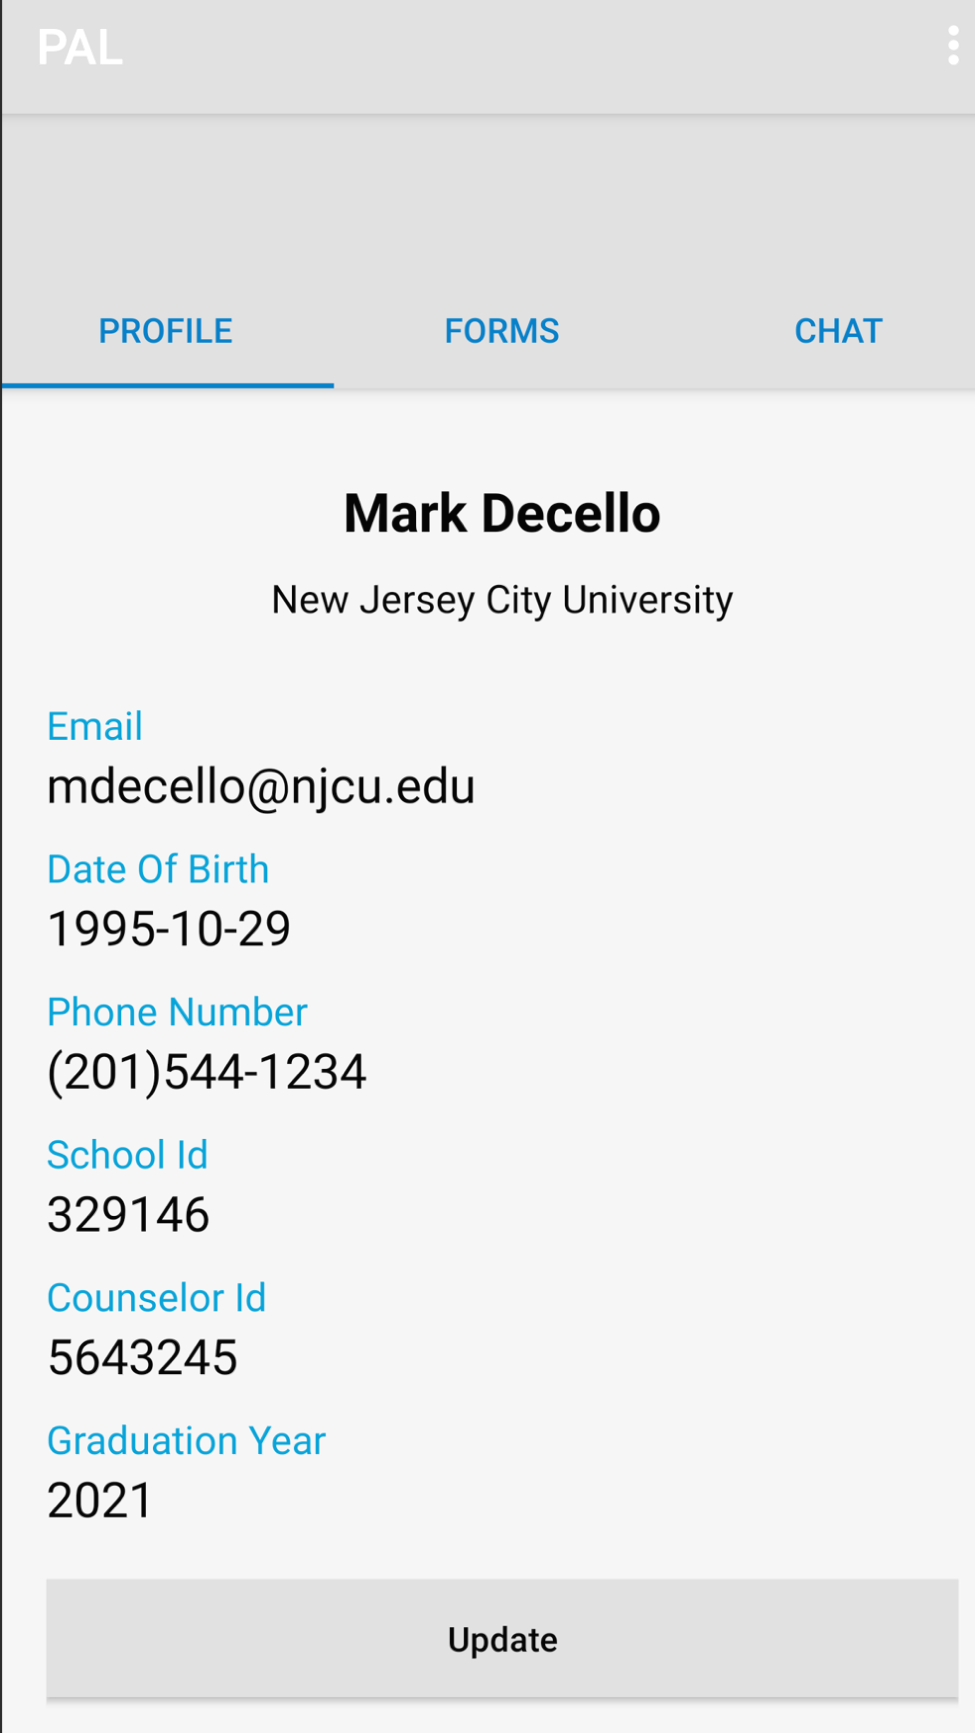 PAL
PROFILE FORMS CHAT
Mark Decello
New Jersey City University
Email
mdecello@njcu.edu
Date Of Birth
1995-10-29
Phone Number
(201)544-1234
School Id
329146
Counselor Id
5643245
Graduation Year
2021
Update